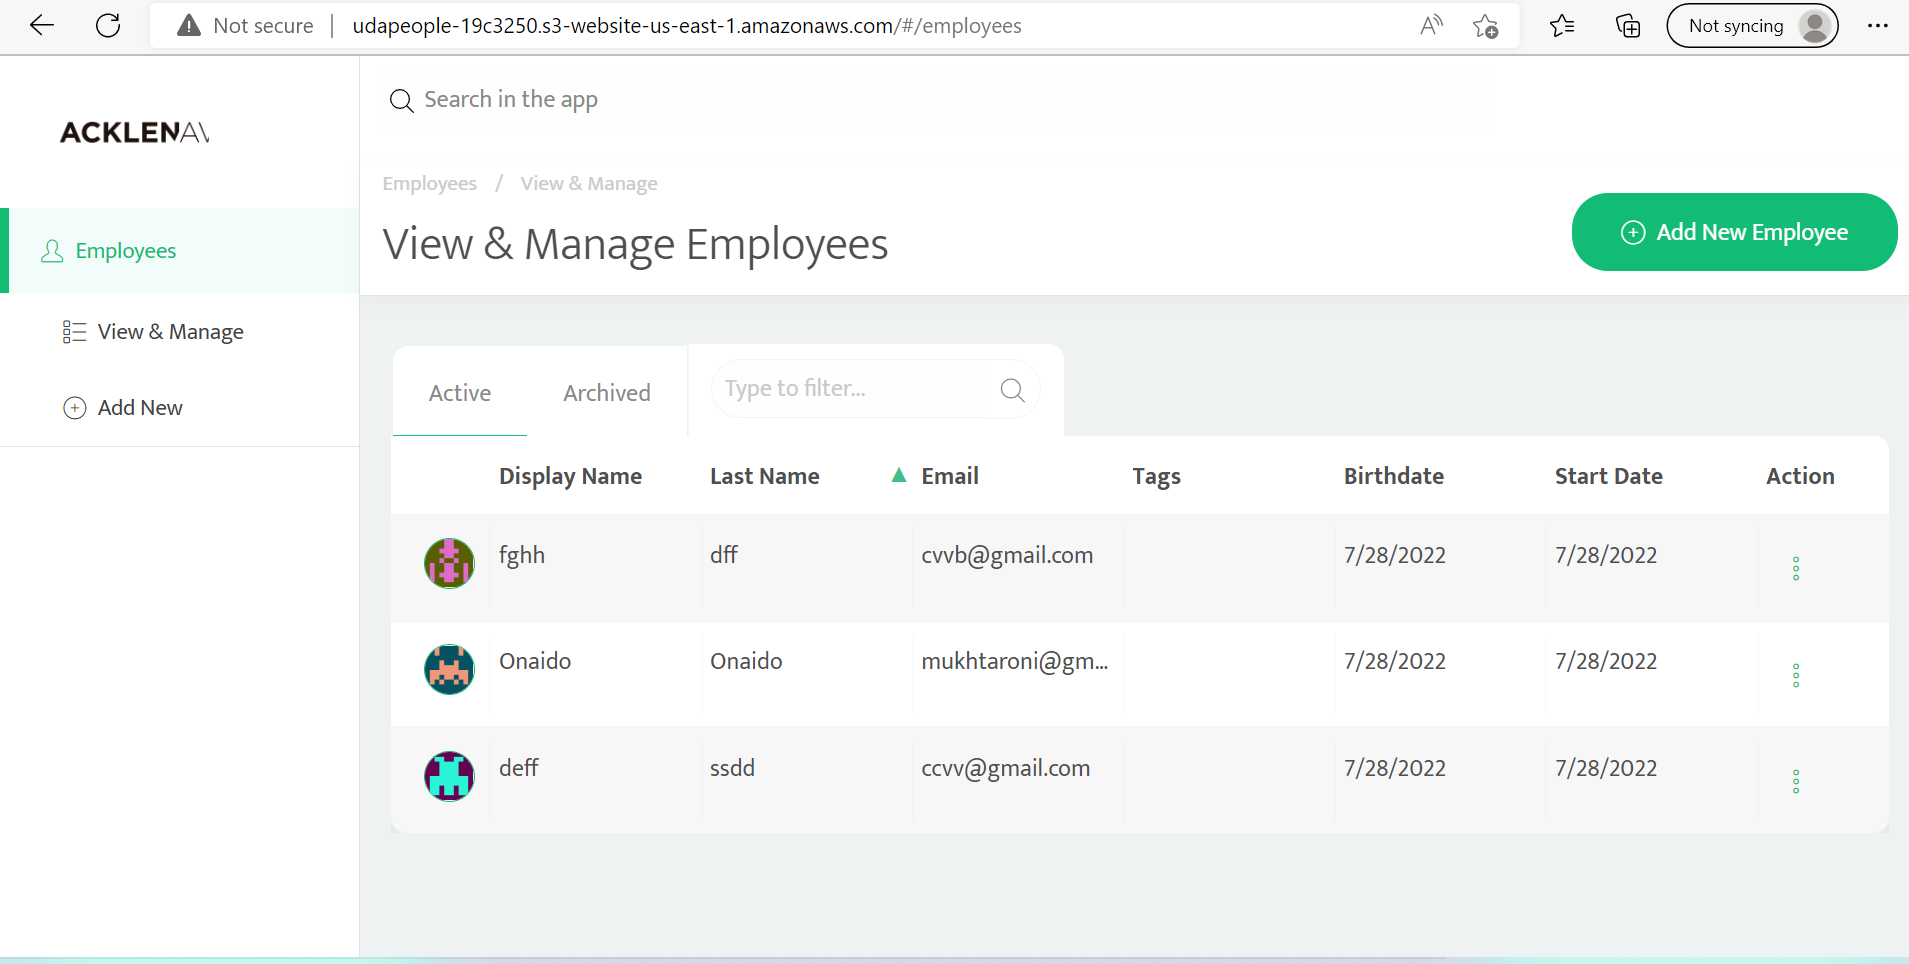 Not secure
udapeople-19c3250.s3-website-us-east-1.amazonaws.com/#/employees
Not syncing
ACKLENAV
Search in the app
Employees / View & Manage
View & Manage Employees
Add New Employee
Employees
View & Manage
Add New
Active Archived Type to filter...
Display Name Last Name Email Tags Birthdate Start Date Action
fghh dff cvvb@gmail.com 7/28/2022 7/28/2022
Onaido Onaido mukhtaroni@gm... 7/28/2022 7/28/2022
deff ssdd ccvv@gmail.com 7/28/2022 7/28/2022